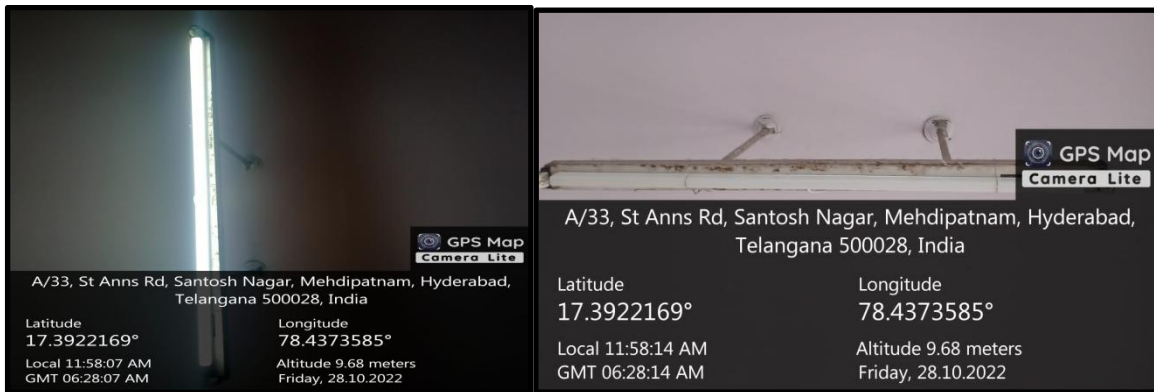 GPS Map
Camera Lite
A/33, St Anns Rd, Santosh Nagar, Mehdipatnam, Hyderabad,
Telangana 500028, India
Latitude
17.3922169°
Longitude
78.4373585°
Local 11:58:07 AM
GMT 06:28:07 AM
Altitude 9.68 meters
Friday, 28.10.2022
GPS Map
Camera Lite
A/33, St Anns Rd, Santosh Nagar, Mehdipatnam, Hyderabad,
Telangana 500028, India
Latitude
17.3922169°
Longitude
78.4373585°
Local 11:58:14 AM
GMT 06:28:14 AM
Altitude 9.68 meters
Friday, 28.10.2022